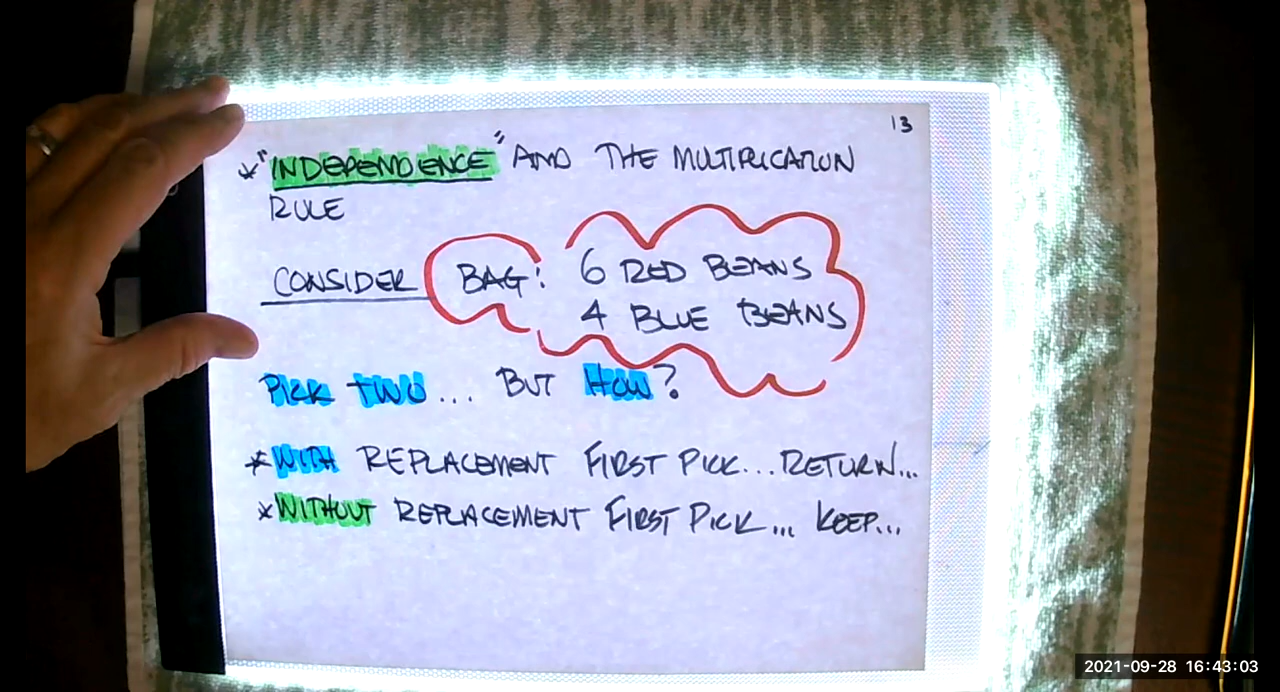 13
* "INDEPENDENCE" AND THE MULTIPLICATION
RULE
CONSIDER BAG: 6 RED BEANS
4 BLUE BEANS
PICK TWO... BUT HOW?
* WITH REPLACEMENT FIRST PICK... RETURN...
* WITHOUT REPLACEMENT FIRST PICK... KEEP...
2021-09-28 16:43:03